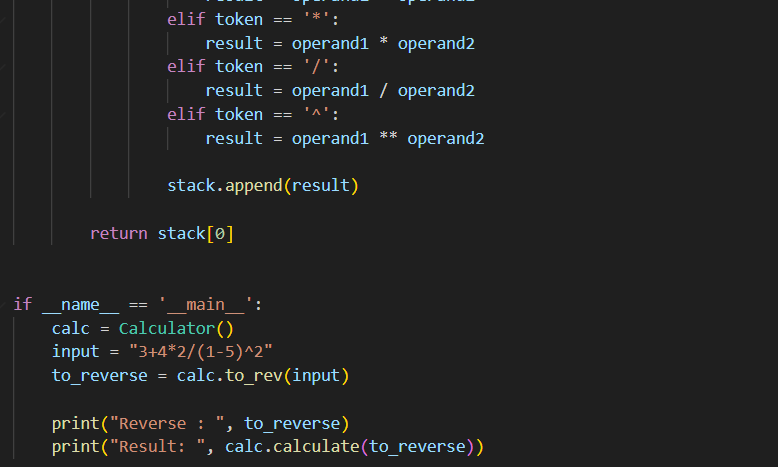 elif token == '*':
result = operand1 * operand2
elif token == '/':
result = operand1 / operand2
elif token == '^':
result = operand1 ** operand2
stack.append(result)
return stack[0]
if __name__ == '__main__':
calc = Calculator()
input = "3+4*2/(1-5)^2"
to_reverse = calc.to_rev(input)
print("Reverse : ", to_reverse)
print("Result: ", calc.calculate(to_reverse))